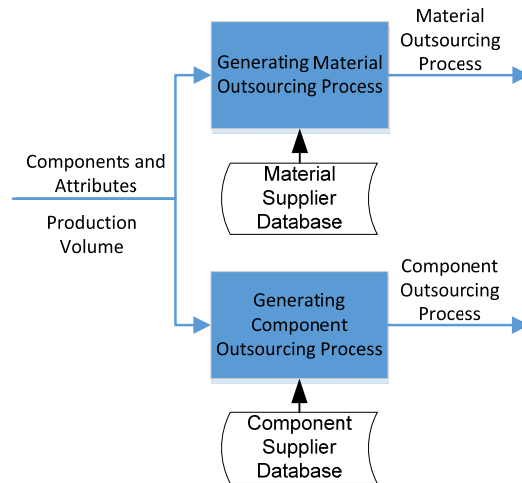 Material
Outsourcing
Process
Generating Material
Outsourcing Process
Components and
Attributes
Production
Volume
Material
Supplier
Database
Component
Outsourcing
Process
Generating
Component
Outsourcing Process
Component
Supplier
Database